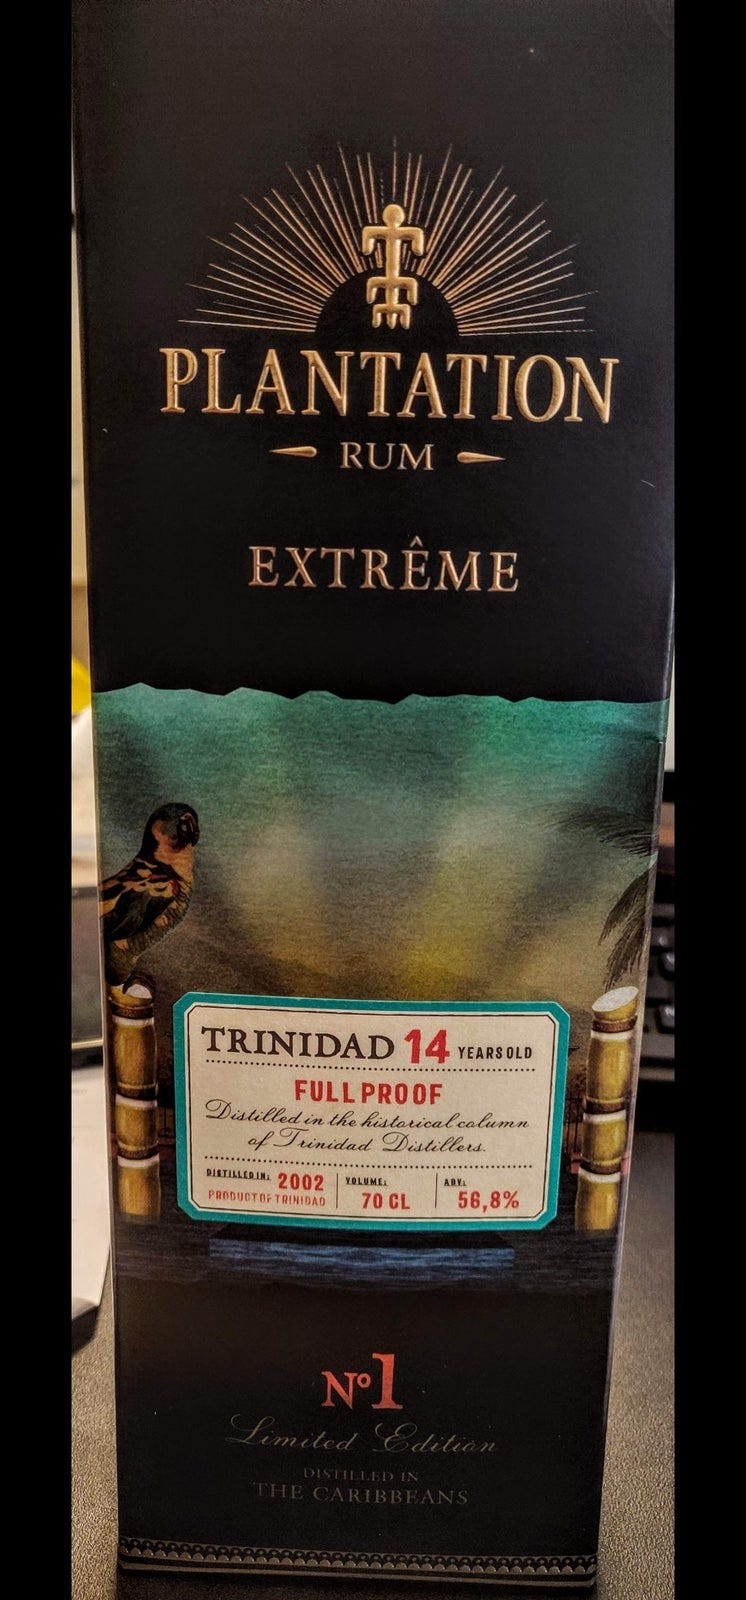 PLANTATION
RUM
EXTRÊME
TRINIDAD 14 YEARS OLD
FULL PROOF
Distilled in the historical column
of Trinidad Distillers.
DISTILLED IN: 2002
PRODUCT OF TRINIDAD
VOLUME:
70 CL
ABV:
56,8%
Nº1
Limited Edition
DISTILLED IN
THE CARIBBEANS